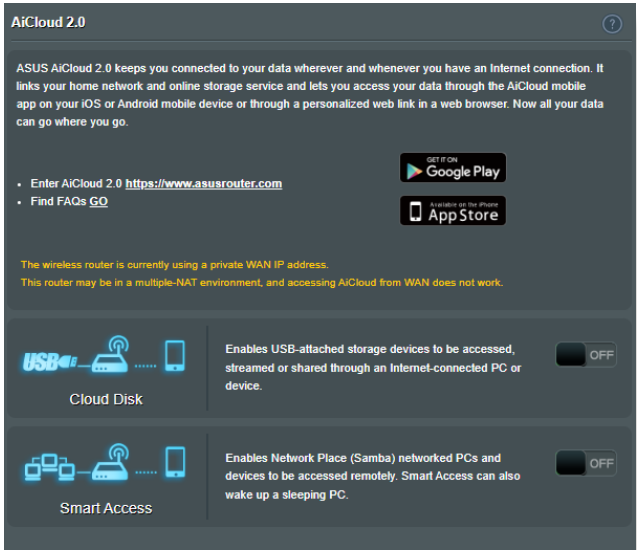 AiCloud 2.0
?
ASUS AiCloud 2.0 keeps you connected to your data wherever and whenever you have an Internet connection. It
links your home network and online storage service and lets you access your data through the AiCloud mobile
app on your iOS or Android mobile device or through a personalized web link in a web browser. Now all your data
can go where you go.
GET IT ON
Google Play
• Enter AiCloud 2.0 https://www.asusrouter.com
• Find FAQs GO
Available on the iPhone
App Store
The wireless router is currently using a private WAN IP address.
This router may be in a multiple-NAT environment, and accessing AiCloud from WAN does not work.
USB
Cloud Disk
Enables USB-attached storage devices to be accessed,
streamed or shared through an Internet-connected PC or
device.
OFF
Smart Access
Enables Network Place (Samba) networked PCs and
devices to be accessed remotely. Smart Access can also
wake up a sleeping PC.
OFF